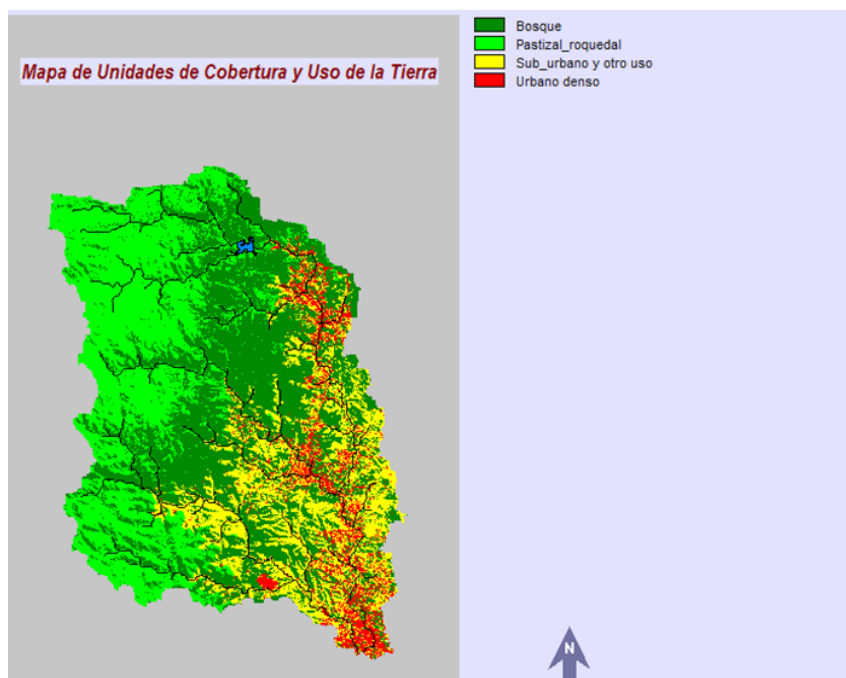 Mapa de Unidades de Cobertura y Uso de la Tierra
Bosque
Pastizal_roquedal
Sub_urbano y otro uso
Urbano denso
N